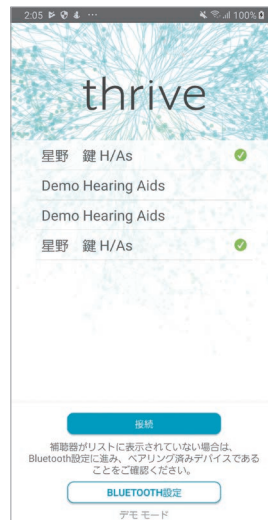 2:05 ... 100%
thrive
星野 鍵 H/As
Demo Hearing Aids
Demo Hearing Aids
星野 鍵 H/As
接続
補聴器がリストに表示されていない場合は、
Bluetooth設定に進み、ペアリング済みデバイスである
ことをご確認ください。
BLUETOOTH設定
デモ モード